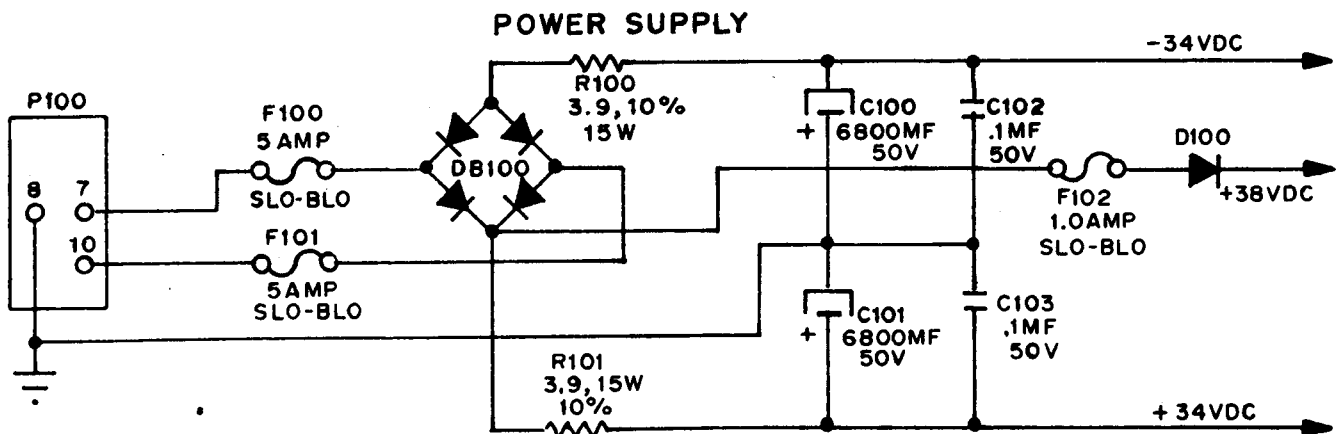 POWER SUPPLY
-34VDC
P100
8
7
10
F100
5 AMP
SLO-BLO
F101
5AMP
SLO-BLO
R100
3.9, 10%
15W
DB100
+
C100
6800MF
50V
C102
.1MF
50V
D100
+38VDC
F102
1.0AMP
SLO-BLO
+
C101
6800MF
50V
C103
.1MF
50V
R101
3.9, 15W
10%
+34VDC